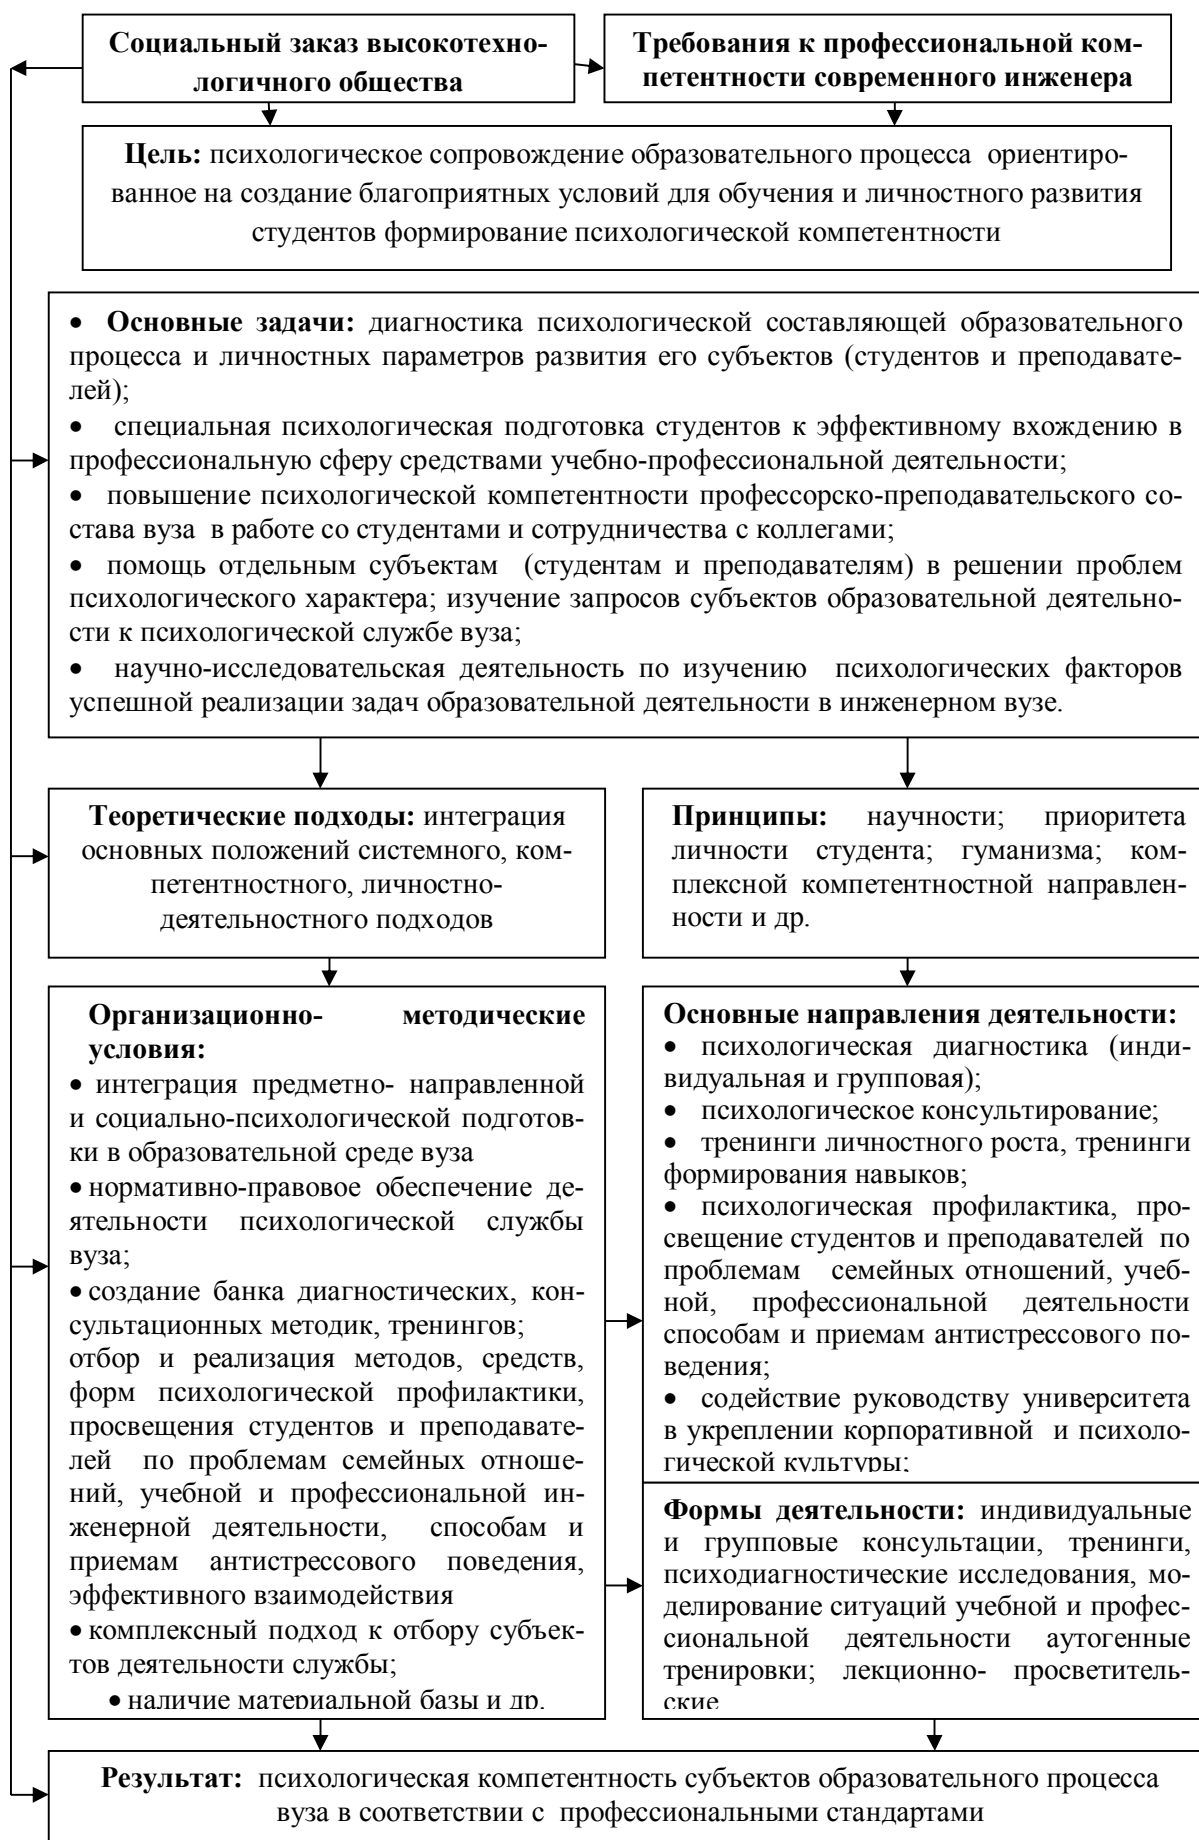 Социальный заказ высокотехно-
логичного общества
Требования к профессиональной ком-
петентности современного инженера
Цель: психологическое сопровождение образовательного процесса ориентиро-
ванное на создание благоприятных условий для обучения и личностного развития
студентов формирование психологической компетентности
• Основные задачи: диагностика психологической составляющей образовательного
процесса и личностных параметров развития его субъектов (студентов и преподавате-
лей);
• специальная психологическая подготовка студентов к эффективному вхождению в
профессиональную сферу средствами учебно-профессиональной деятельности;
• повышение психологической компетентности профессорско-преподавательского со-
става вуза в работе со студентами и сотрудничества с коллегами;
• помощь отдельным субъектам (студентам и преподавателям) в решении проблем
психологического характера; изучение запросов субъектов образовательной деятельно-
сти к психологической службе вуза;
• научно-исследовательская деятельность по изучению психологических факторов
успешной реализации задач образовательной деятельности в инженерном вузе.
Теоретические подходы: интеграция
основных положений системного, ком-
петентностного, личностно-
деятельностного подходов
Принципы: научности; приоритета
личности студента; гуманизма; ком-
плексной компетентностной направлен-
ности и др.
Организационно- методические
условия:
• интеграция предметно- направленной
и социально-психологической подготов-
ки в образовательной среде вуза
• нормативно-правовое обеспечение де-
ятельности психологической службы
вуза;
• создание банка диагностических, кон-
сультационных методик, тренингов;
отбор и реализация методов, средств,
форм психологической профилактики,
просвещения студентов и преподавате-
лей по проблемам семейных отноше-
ний, учебной и профессиональной ин-
женерной деятельности, способам и
приемам антистрессового поведения,
эффективного взаимодействия
• комплексный подход к отбору субъек-
тов деятельности службы;
• наличие материальной базы и др.
Основные направления деятельности:
• психологическая диагностика (инди-
видуальная и групповая);
• психологическое консультирование;
• тренинги личностного роста, тренинги
формирования навыков;
• психологическая профилактика, про-
свещение студентов и преподавателей по
проблемам семейных отношений, учеб-
ной, профессиональной деятельности
способам и приемам антистрессового по-
ведения;
• содействие руководству университета
в укреплении корпоративной и психоло-
гической культуры;
Формы деятельности: индивидуальные
и групповые консультации, тренинги,
психодиагностические исследования, мо-
делирование ситуаций учебной и профес-
сиональной деятельности аутогенные
тренировки; лекционно- просветитель-
ские
Результат: психологическая компетентность субъектов образовательного процесса
вуза в соответствии с профессиональными стандартами